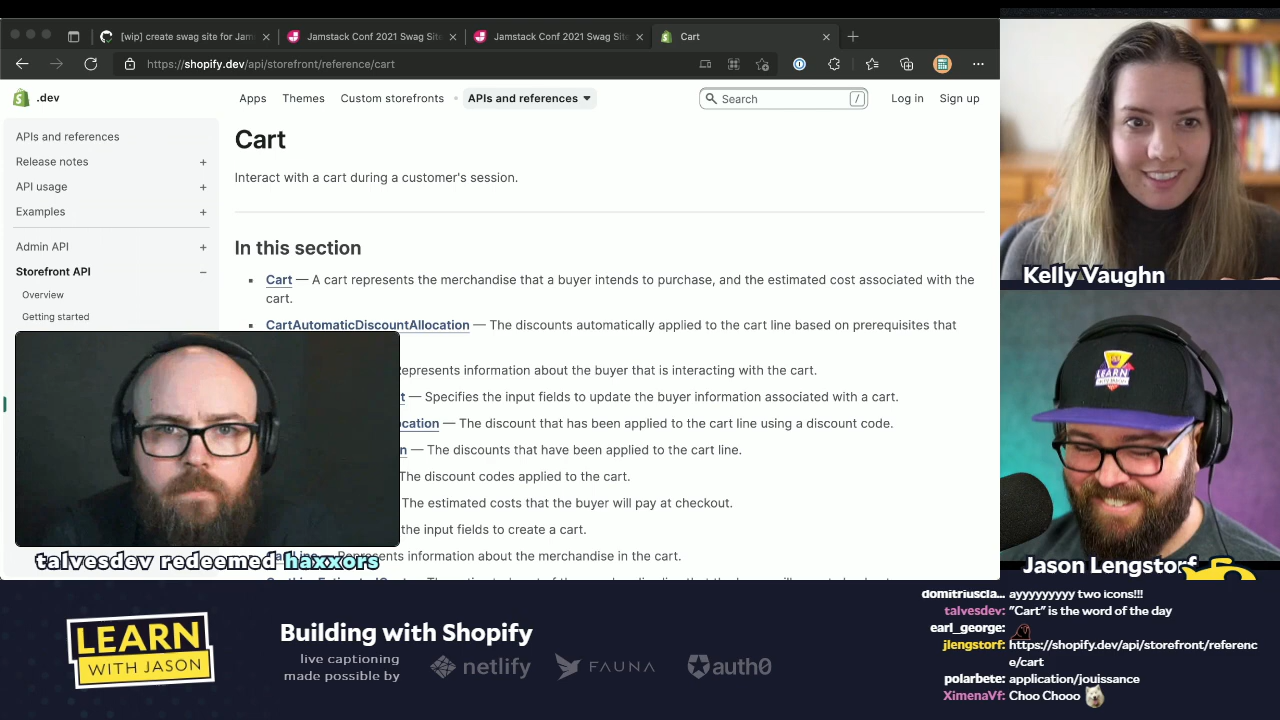 [wip] create swag site for Jam
Jamstack Conf 2021 Swag Site
Jamstack Conf 2021 Swag Site
Cart
https://shopify.dev/api/storefront/reference/cart
.dev
Apps
Themes
Custom storefronts
APIs and references
Search
/
Log in
Sign up
APIs and references
Release notes
API usage
Examples
Admin API
Storefront API
Overview
Getting started
Cart
Interact with a cart during a customer's session.
In this section
Cart — A cart represents the merchandise that a buyer intends to purchase, and the estimated cost associated with the
cart.
CartAutomaticDiscountAllocation — The discounts automatically applied to the cart line based on prerequisites that
Represents information about the buyer that is interacting with the cart.
t — Specifies the input fields to update the buyer information associated with a cart.
ocation — The discount that has been applied to the cart line using a discount code.
n — The discounts that have been applied to the cart line.
The discount codes applied to the cart.
The estimated costs that the buyer will pay at checkout.
the input fields to create a cart.
Represents information about the merchandise in the cart.
talvesdev redeemed haxxors
Kelly Vaughn
LEARN
Jason Lengstorf
LEARN
WITH JASON
Building with Shopify
live captioning
made possible by
netlify
FAUNA
auth0
domitriuscla... ayyyyyyyyy two icons!!!
talvesdev: "Cart" is the word of the day
earl_george:
jlengstorf: https://shopify.dev/api/storefront/referenc
e/cart
polarbete: application/jouissance
XimenaVf: Choo Chooo